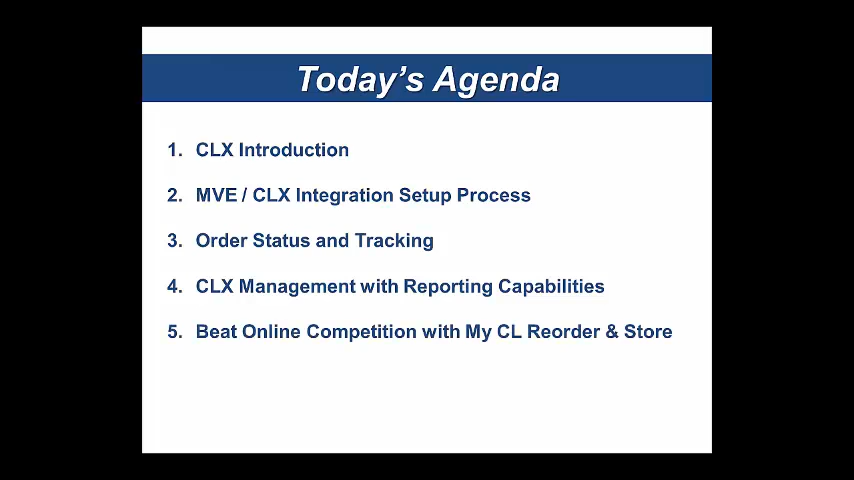 Today's Agenda
1. CLX Introduction
2. MVE / CLX Integration Setup Process
3. Order Status and Tracking
4. CLX Management with Reporting Capabilities
5. Beat Online Competition with My CL Reorder & Store